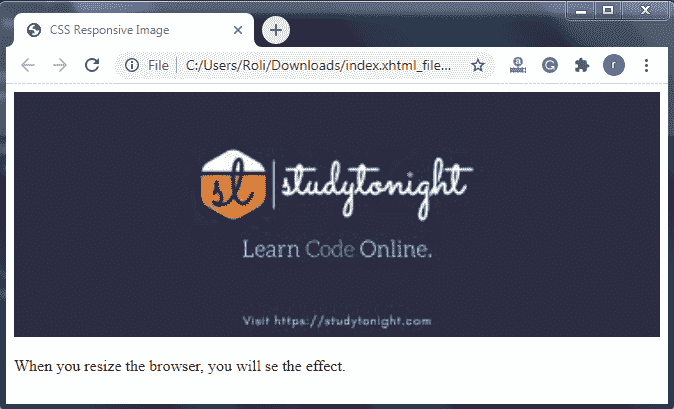 CSS Responsive Image
File C:/Users/Roli/Downloads/index.xhtml_file... r
sl studytonight
Learn Code Online.
Visit https://studytonight.com
When you resize the browser, you will se the effect.